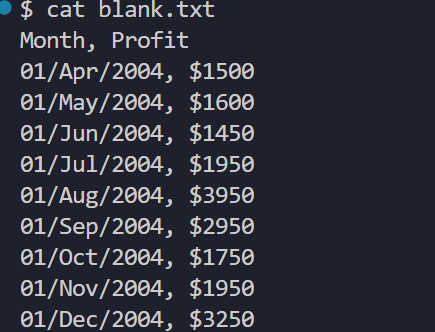 $ cat blank.txt
Month, Profit
01/Apr/2004, $1500
01/May/2004, $1600
01/Jun/2004, $1450
01/Jul/2004, $1950
01/Aug/2004, $3950
01/Sep/2004, $2950
01/Oct/2004, $1750
01/Nov/2004, $1950
01/Dec/2004, $3250